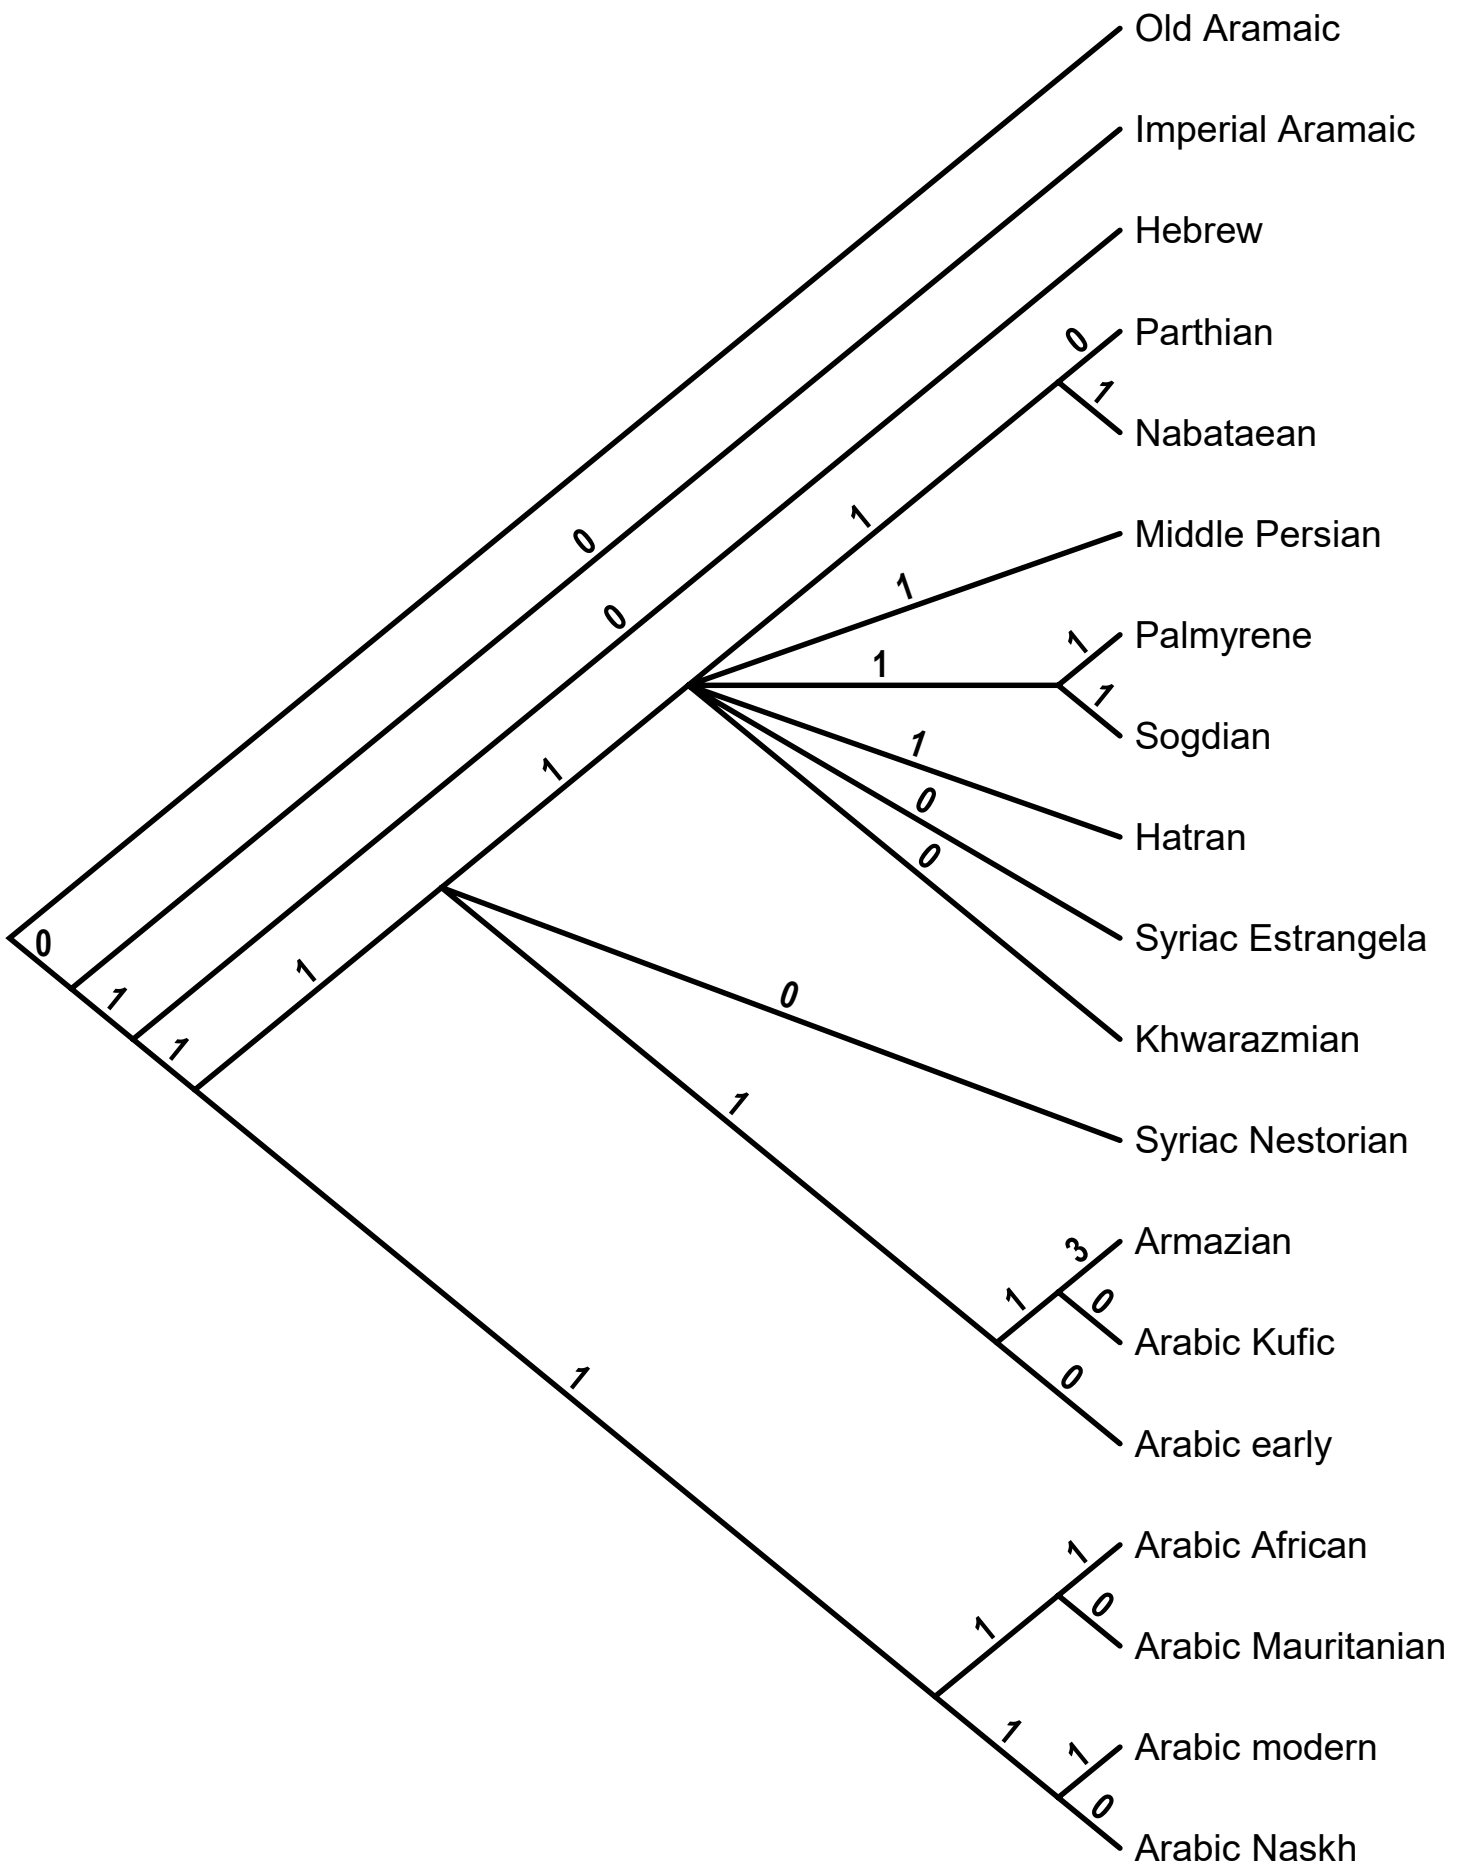 Old Aramaic
Imperial Aramaic
Hebrew
0
Parthian
1
Nabataean
1
0
Middle Persian
1
0
1
Palmyrene
1
1
Sogdian
1
1
Hatran
0
0
Syriac Estrangela
0
1
1
0
Khwarazmian
1
1
Syriac Nestorian
3
Armazian
1
0
Arabic Kufic
1
0
Arabic early
1
Arabic African
1
0
Arabic Mauritanian
1
1
Arabic modern
0
Arabic Naskh